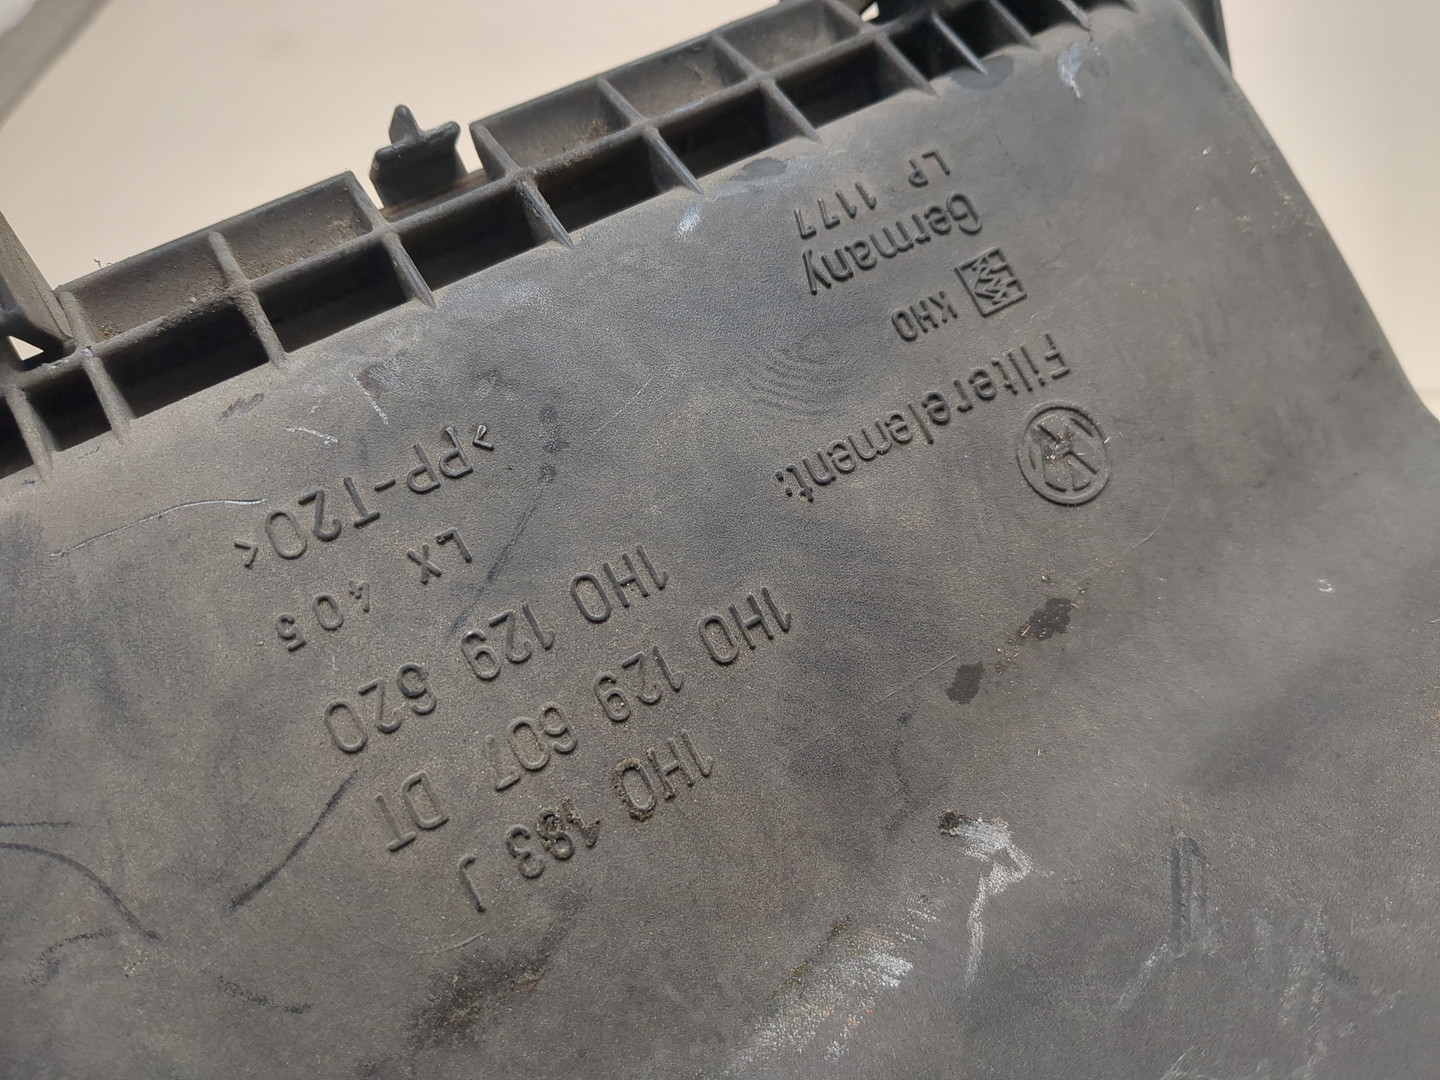 1H0 183 J
1H0 129 607 DT
Filterelement: 1H0 129 620
KHO LX 405
Germany >PP-T20<
LP 1177